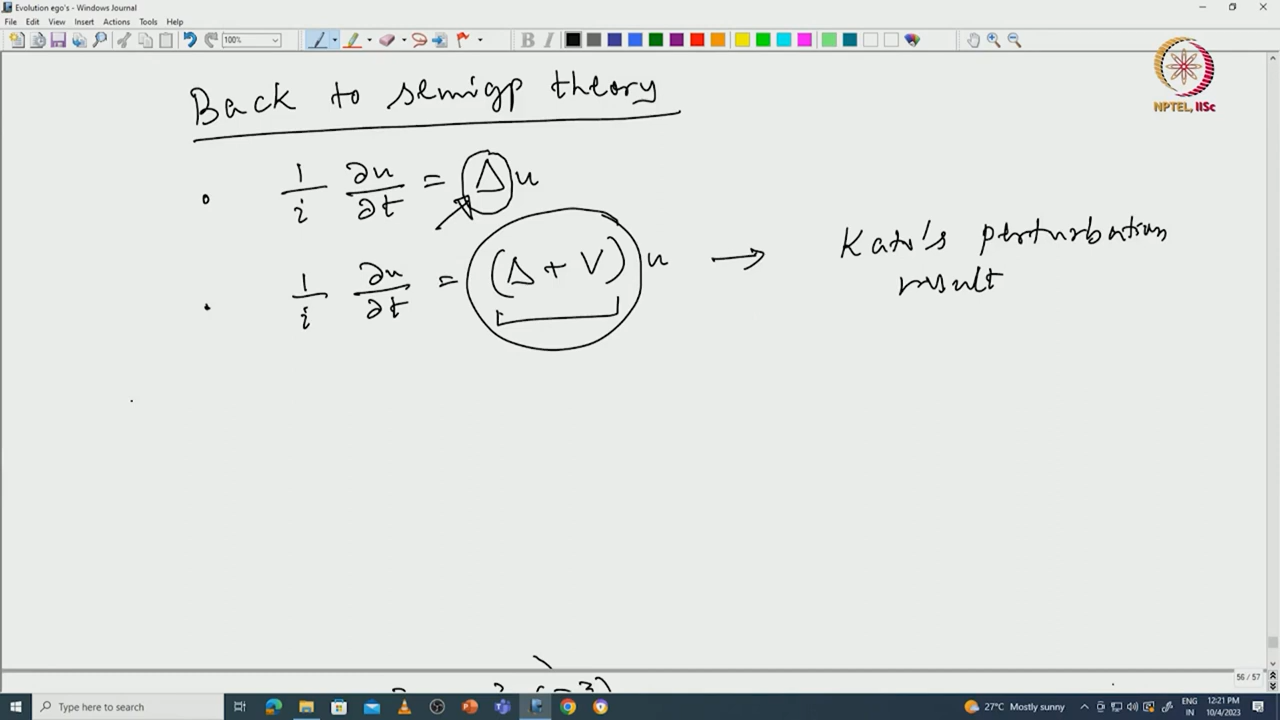 Evolution eqo's - Windows Journal
File Edit View Insert Actions Tools Help
100%
B I
NPTEL, IISc
Back to semigp theory
• 1/i ∂u/∂t = Δu
• 1/i ∂u/∂t = (Δ + V)u → Kato's perturbation
result
56 / 57
Type here to search
27°C Mostly sunny
ENG
IN
12:21 PM
10/4/2023